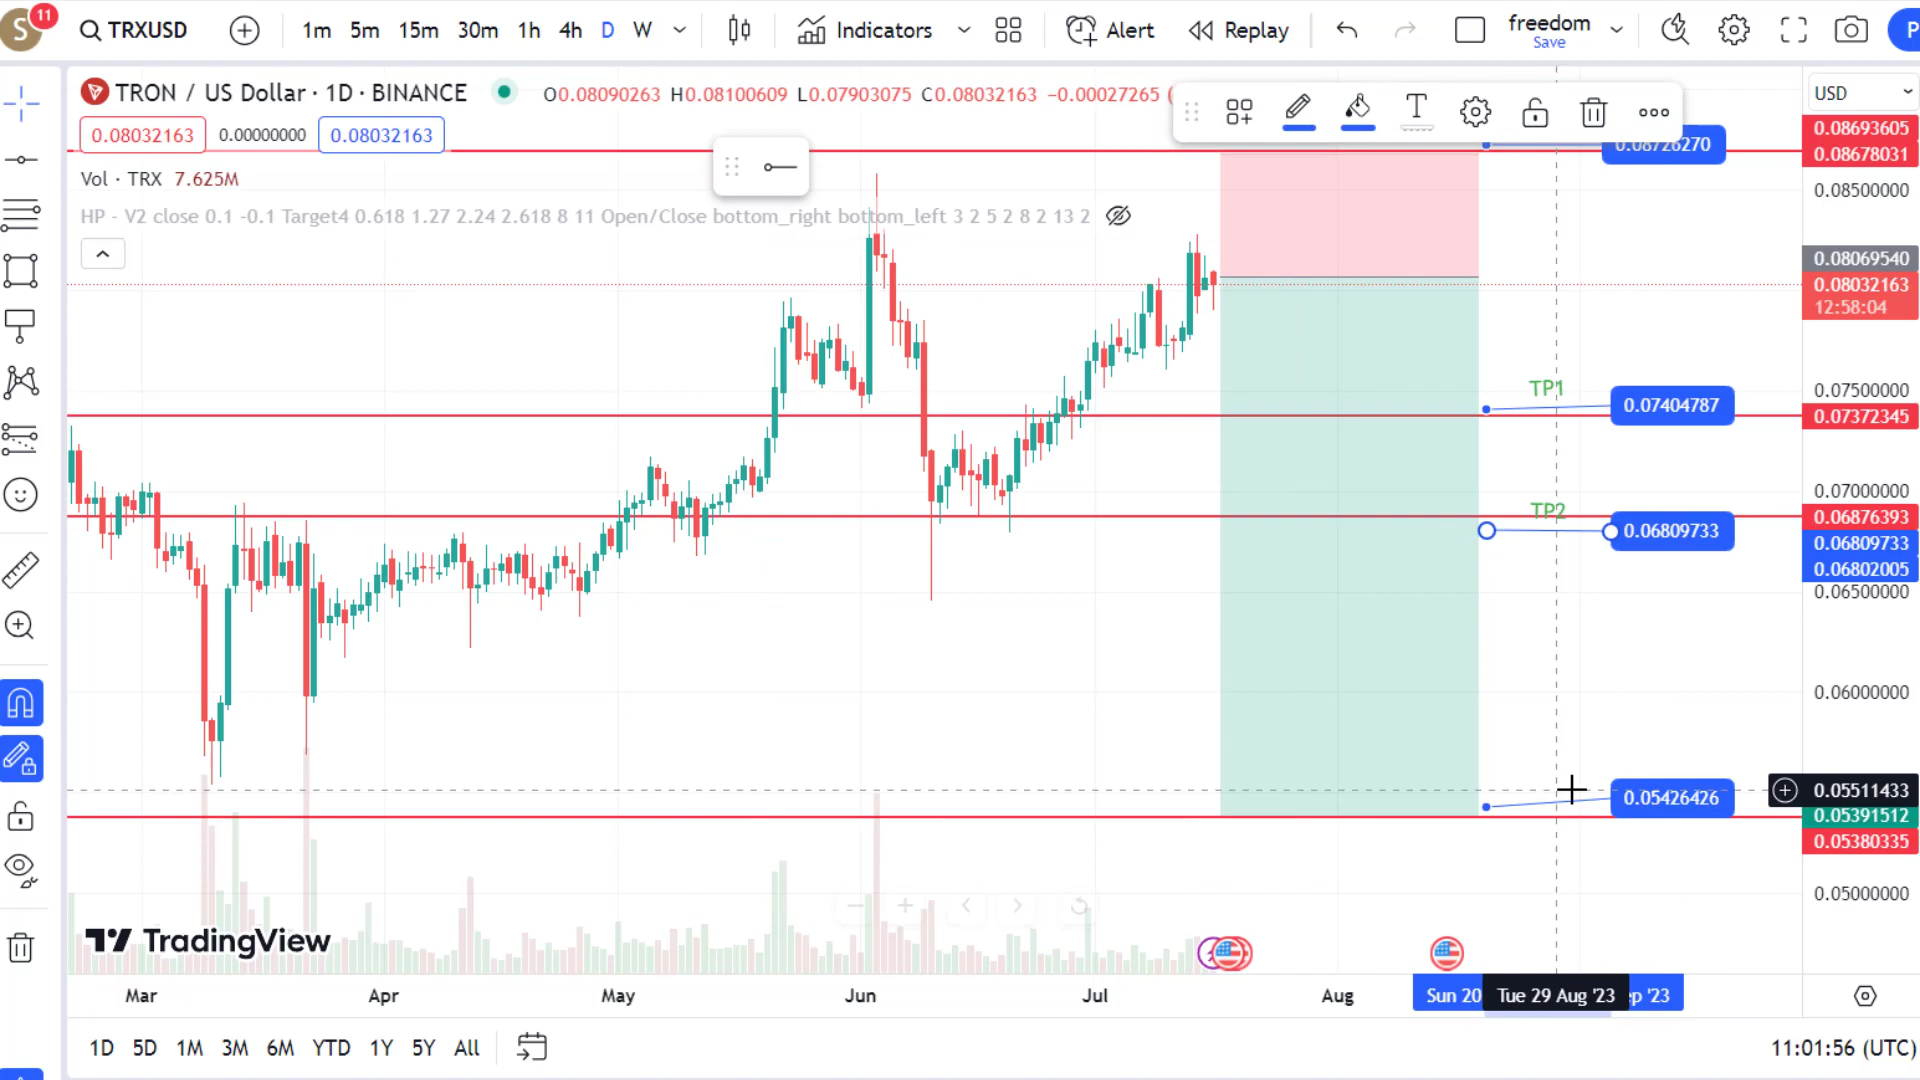 S
11
TRXUSD
1m 5m 15m 30m 1h 4h D W
Indicators
Alert
Replay
freedom
Save
P
TRON / US Dollar · 1D · BINANCE
O0.08090263 H0.08100609 L0.07903075 C0.08032163 −0.00027265 (
0.08032163
0.00000000
0.08032163
Vol · TRX 7.625M
HP - V2 close 0.1 -0.1 Target4 0.618 1.27 2.24 2.618 8 11 Open/Close bottom_right bottom_left 3 2 5 2 8 2 13 2
T
USD
0.08726270
0.08693605
0.08678031
0.08500000
0.08069540
0.08032163
12:58:04
TP1
0.07404787
0.07500000
0.07372345
0.07000000
TP2
0.06809733
0.06876393
0.06809733
0.06802005
0.06500000
0.06000000
0.05426426
0.05511433
0.05391512
0.05380335
0.05000000
TradingView
Mar Apr May Jun Jul Aug
Sun 20
Tue 29 Aug '23
ep '23
1D 5D 1M 3M 6M YTD 1Y 5Y All
11:01:56 (UTC)